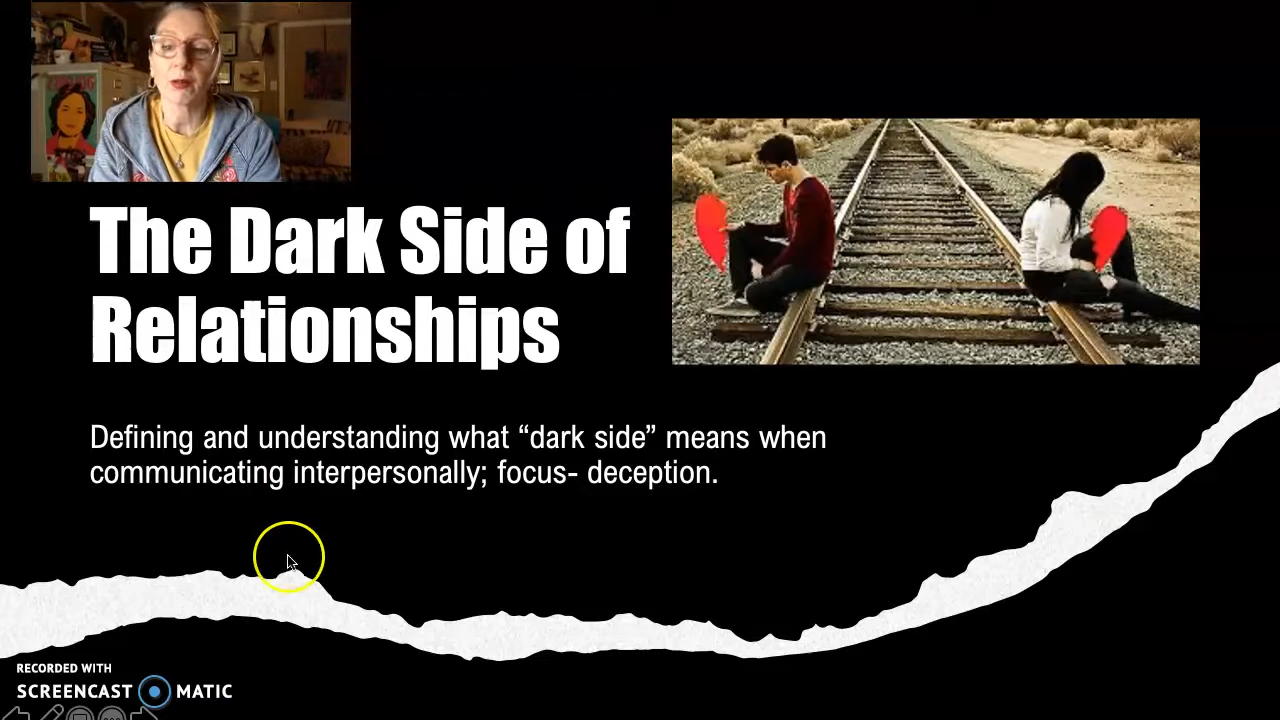 The Dark Side of
Relationships
Defining and understanding what “dark side” means when
communicating interpersonally; focus- deception.
RECORDED WITH
SCREENCAST MATIC